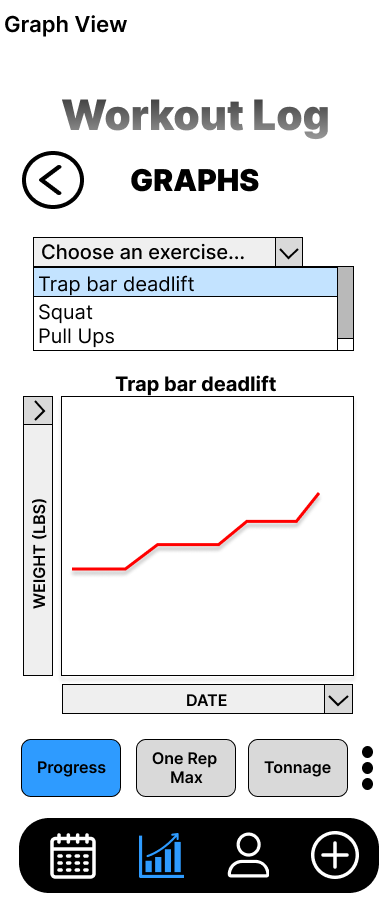 Graph View
Workout Log
GRAPHS
Choose an exercise...
Trap bar deadlift
Squat
Pull Ups
Trap bar deadlift
WEIGHT (LBS)
DATE
Progress
One Rep
Max
Tonnage